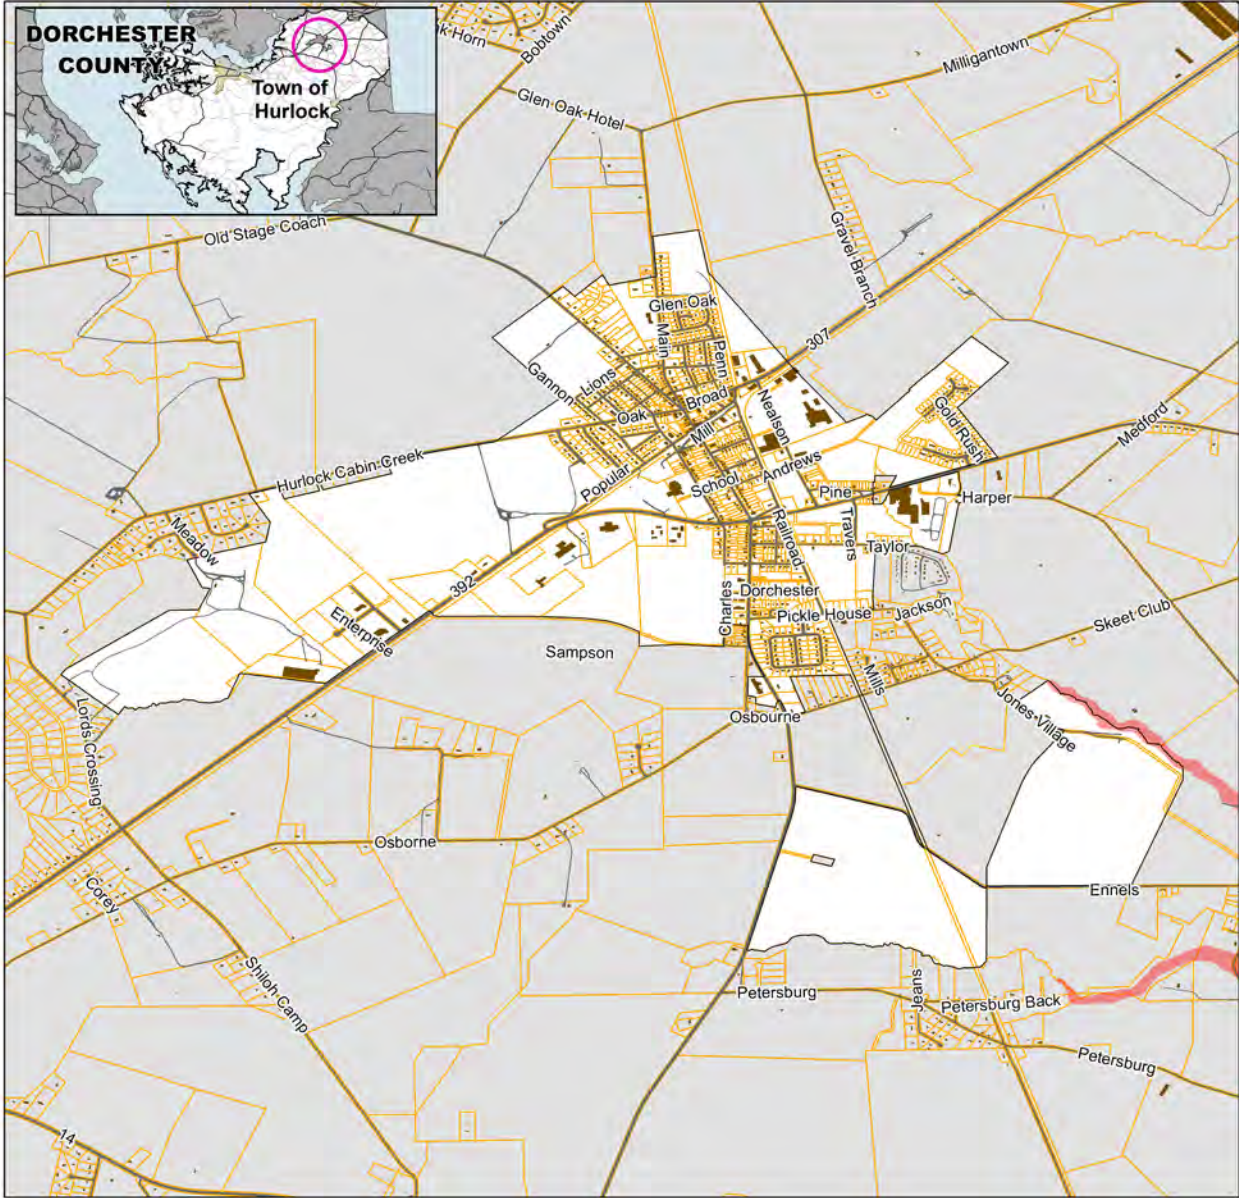 DORCHESTER
COUNTY
Town of
Hurlock
Horn
Bobtown
Milligantown
Glen Oak Hotel
Old Stage Coach
Gravel Branch
Glen Oak
Main
Penn
307
Gannon
Lions
Oak
Broad
Nealson
Mill
Gold Rush
Medford
Hurlock Cabin Creek
Popular
School
Andrews
Pine
Harper
Meadow
Railroad
Travers
Taylor
392
Enterprise
Charles
Dorchester
Pickle House
Jackson
Skeet Club
Sampson
Mills
Lords Crossing
Osbourne
Jones Village
Osborne
Corey
Ennels
Shiloh Camp
Petersburg
Jeans
Petersburg Back
Petersburg
14